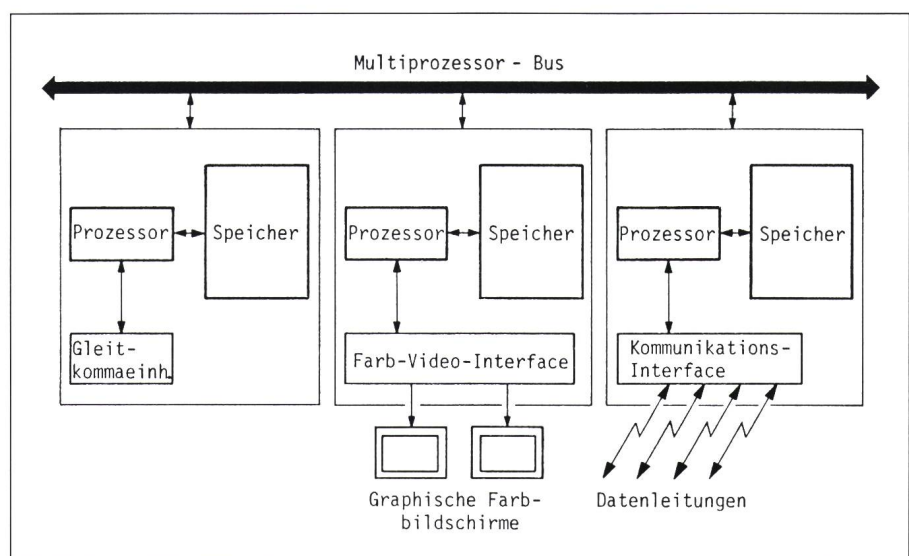 Multiprozessor - Bus
Prozessor
Speicher
Gleit-
kommaeinh.
Prozessor
Speicher
Farb-Video-Interface
Graphische Farb-
bildschirme
Prozessor
Speicher
Kommunikations-
Interface
Datenleitungen